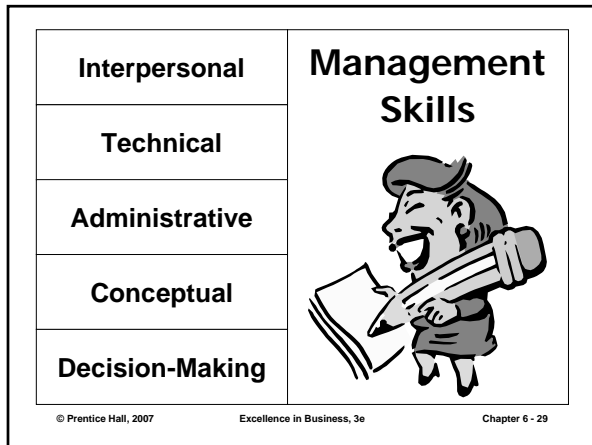 Interpersonal
Technical
Administrative
Conceptual
Decision-Making
Management
Skills
© Prentice Hall, 2007 Excellence in Business, 3e Chapter 6 - 29